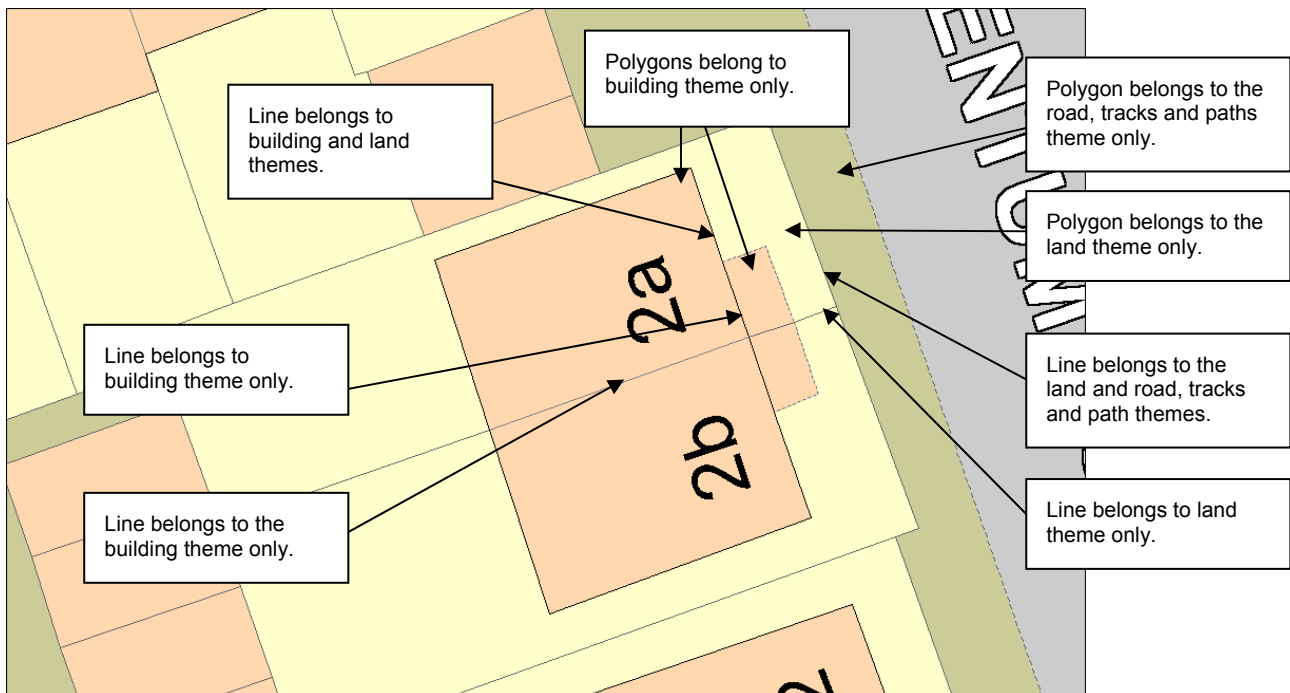 Polygons belong to
building theme only.
Line belongs to
building and land
themes.
Polygon belongs to the
road, tracks and paths
theme only.
Polygon belongs to the
land theme only.
Line belongs to
building theme only.
Line belongs to the
land and road, tracks
and path themes.
Line belongs to the
building theme only.
Line belongs to land
theme only.
2a
2b
2
ENIUM